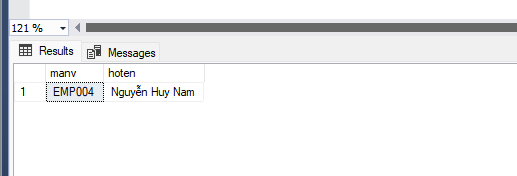 121 %
Results Messages
manv hoten
1 EMP004 Nguyễn Huy Nam